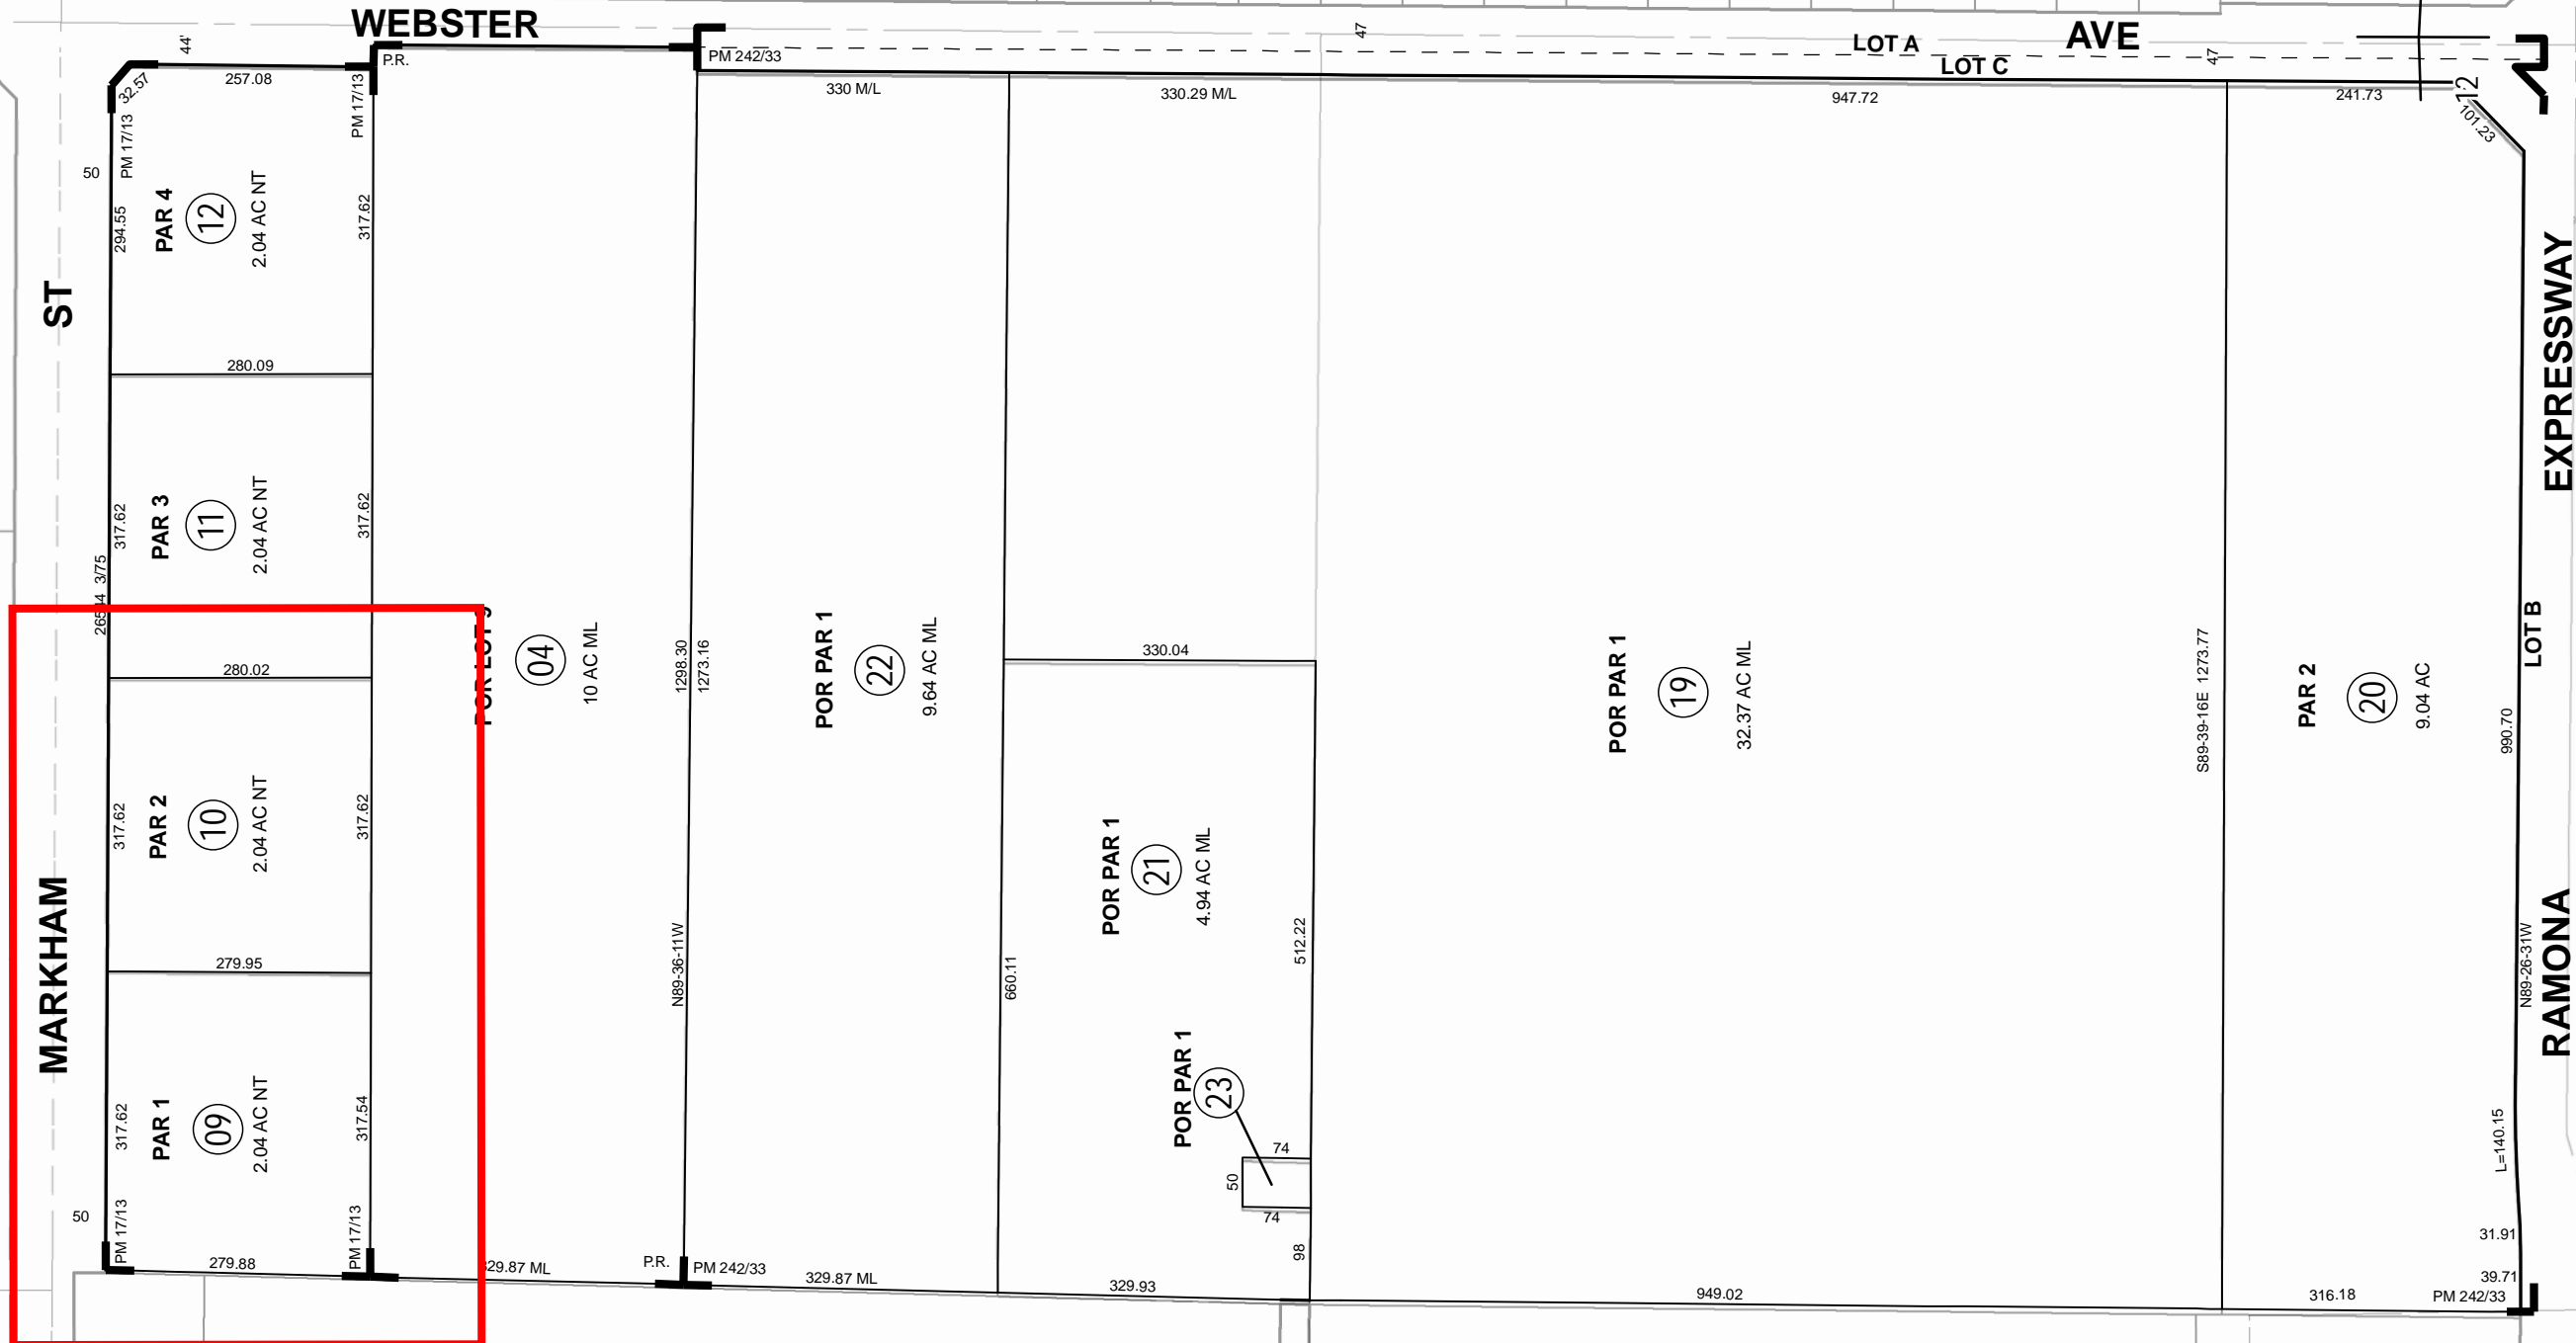 WEBSTER
AVE
44'
P.R.
PM 242/33
47
LOT A
47
LOT C
32.57
257.08
PM 17/13
330 M/L
330.29 M/L
947.72
241.73
12
101.23
50
PM 17/13
294.55
PAR 4
12
2.04 AC NT
317.62
ST
280.09
EXPRESSWAY
317.62
PAR 3
11
2.04 AC NT
317.62
3/75
280.02
04
10 AC ML
1298.30
1273.16
POR PAR 1
22
9.64 AC ML
330.04
POR PAR 1
19
32.37 AC ML
S89-39-16E 1273.77
PAR 2
20
9.04 AC
990.70
LOT B
317.62
PAR 2
10
2.04 AC NT
317.62
POR PAR 1
21
4.94 AC ML
MARKHAM
279.95
N89-36-11W
660.11
512.22
N89-26-31W
RAMONA
317.62
PAR 1
09
2.04 AC NT
317.54
POR PAR 1
23
74
50
74
L=140.15
50
PM 17/13
279.88
PM 17/13
329.87 ML
P.R.
PM 242/33
329.87 ML
329.93
98
949.02
316.18
31.91
39.71
PM 242/33